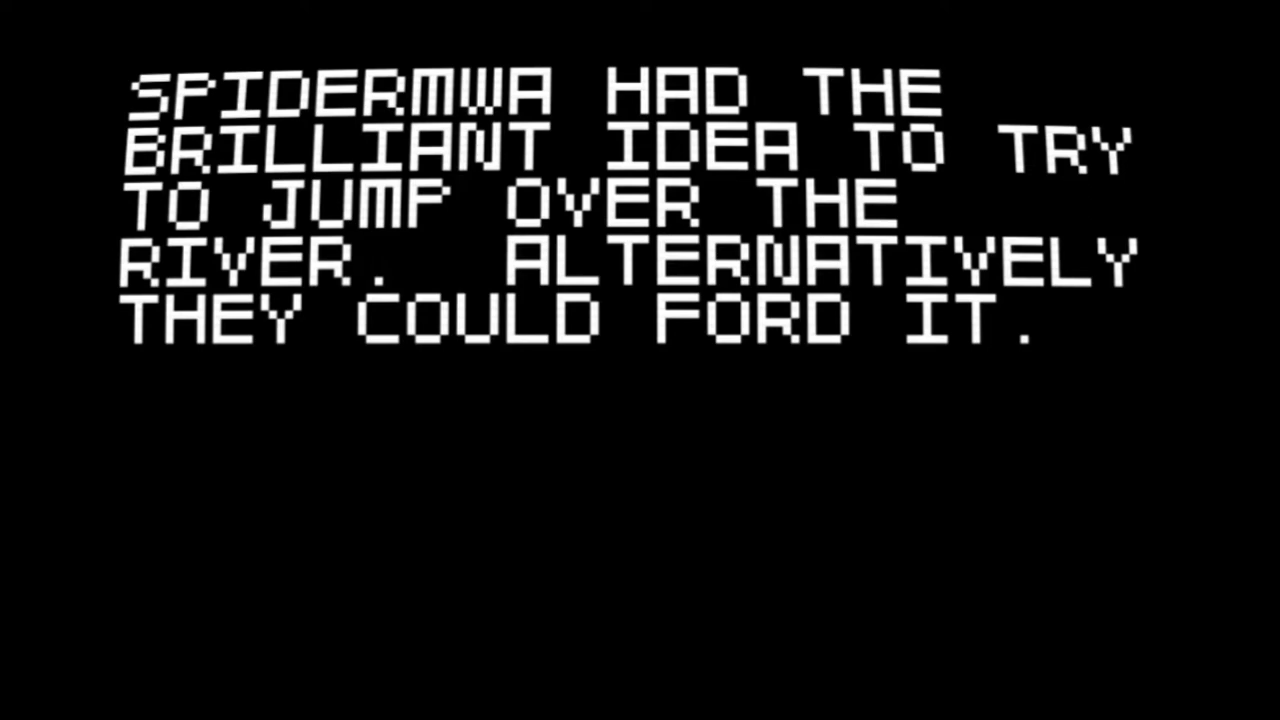 SPIDERMWA HAD THE
BRILLIANT IDEA TO TRY
TO JUMP OVER THE
RIVER.  ALTERNATIVELY
THEY COULD FORD IT.